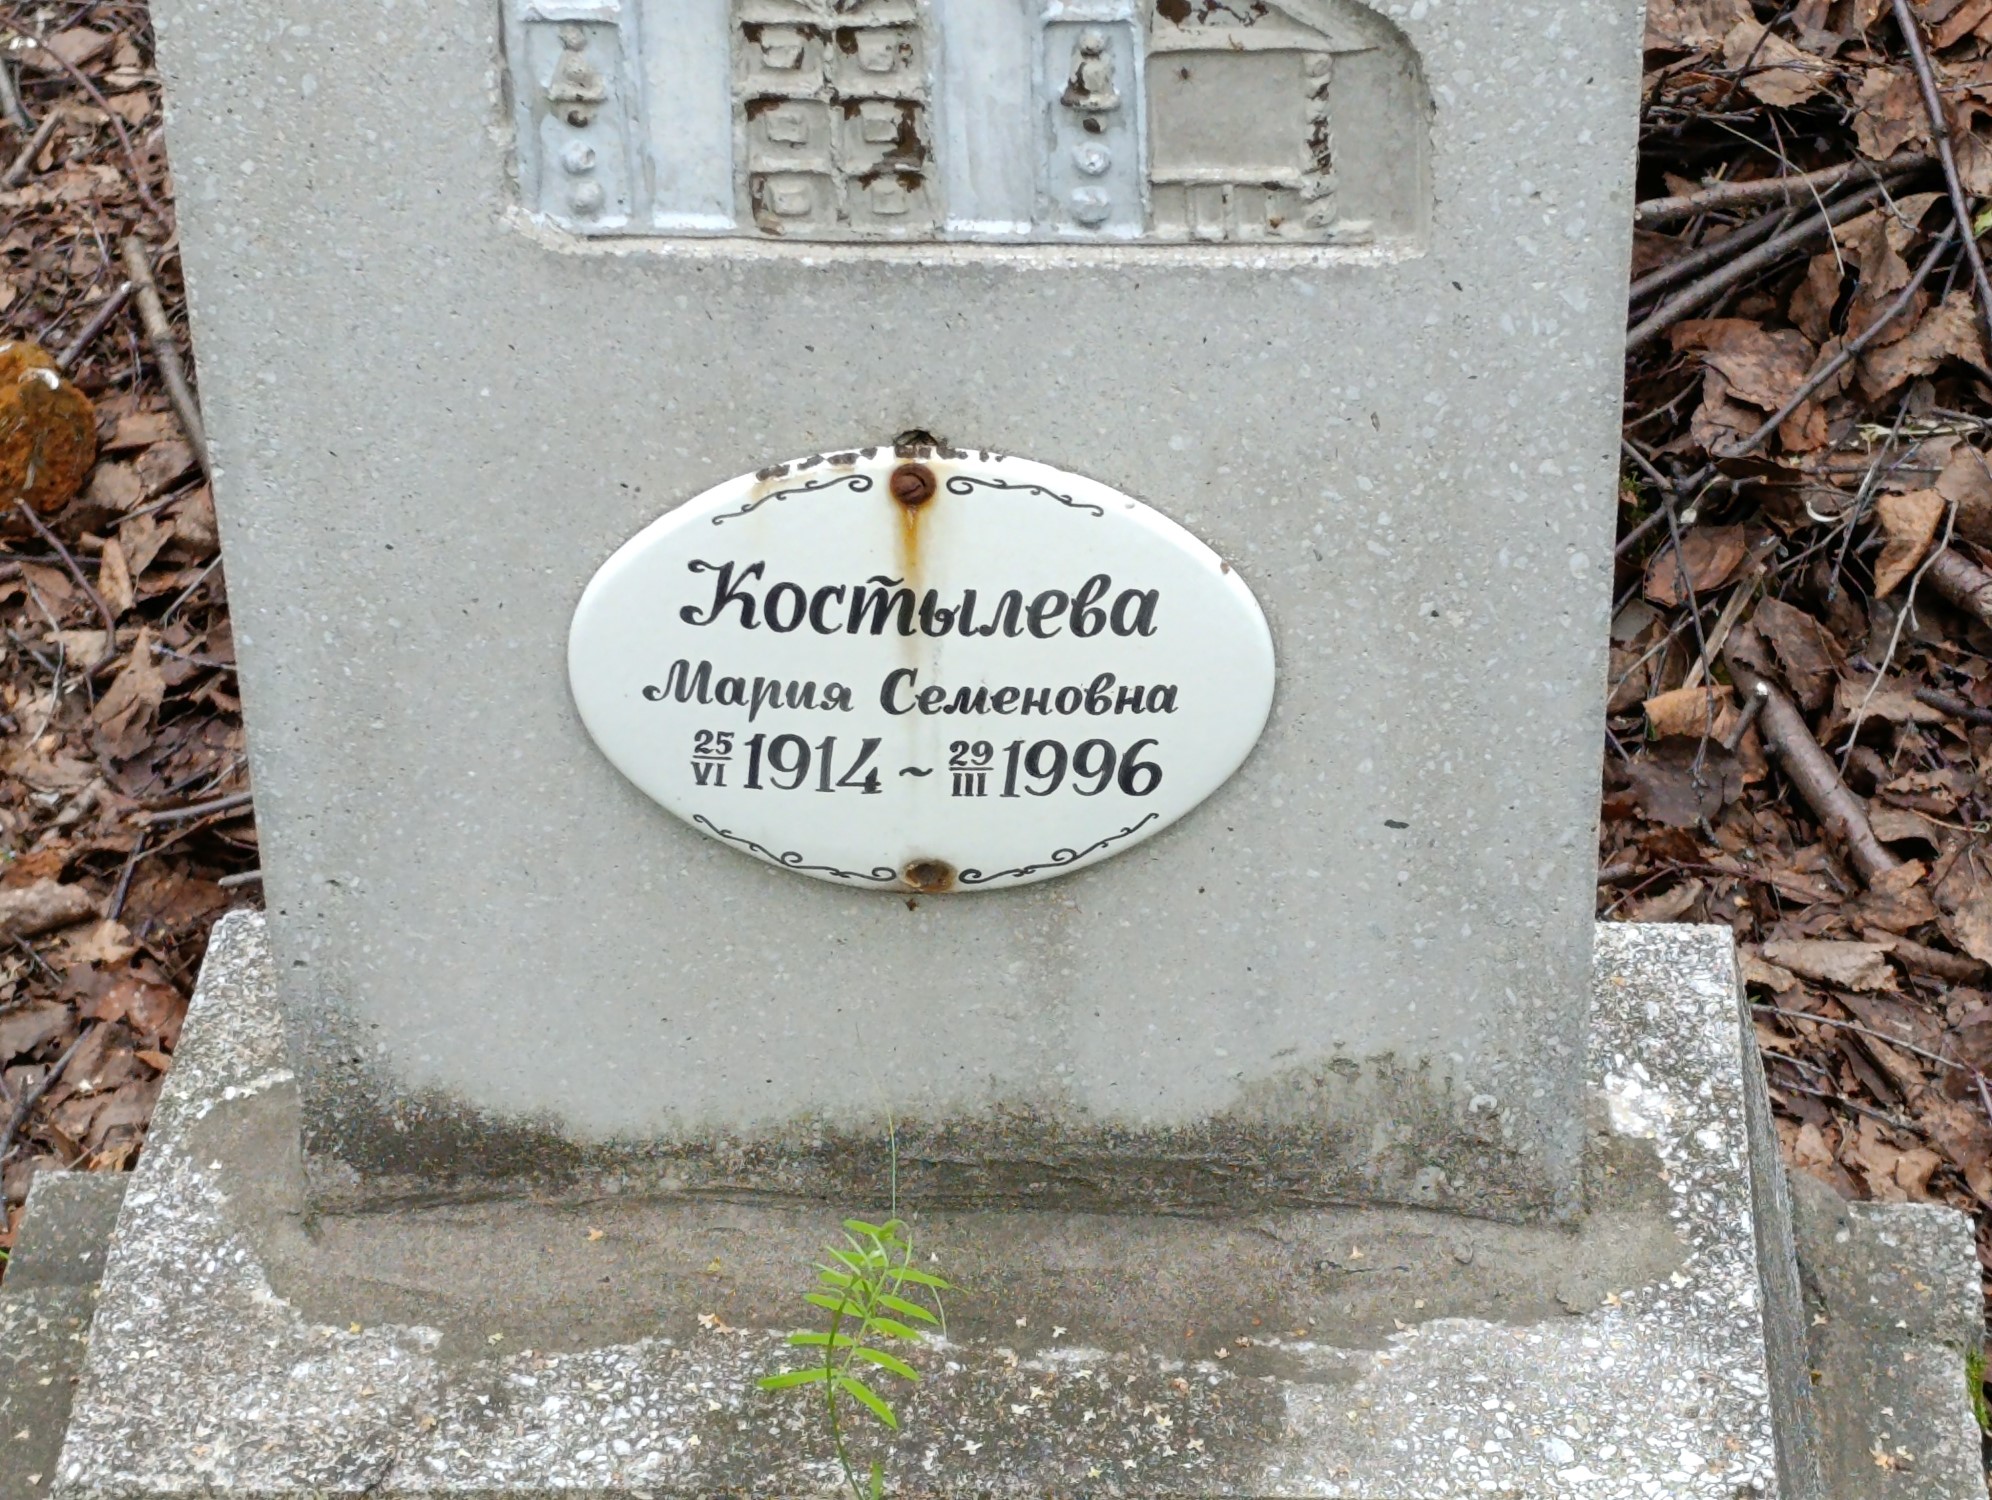 Костылева
Мария Семеновна
25/VI 1914 ~ 29/III 1996